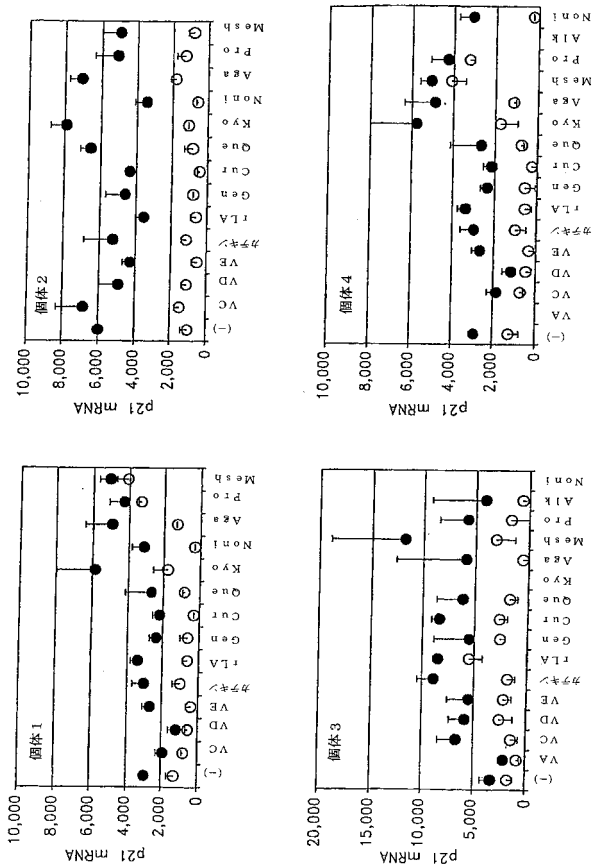 個体1
p21 mRNA
10,000
8,000
6,000
4,000
2,000
0
(-)
VC
VD
VE
カテキン
rLA
Gen
Cur
Que
Kyo
Noni
Aga
Pro
Mesh
個体2
p21 mRNA
10,000
8,000
6,000
4,000
2,000
0
(-)
VC
VD
VE
カテキン
rLA
Gen
Cur
Que
Kyo
Noni
Aga
Pro
Mesh
個体3
p21 mRNA
20,000
15,000
10,000
5,000
0
(-)
VA
VC
VD
VE
カテキン
rLA
Gen
Cur
Que
Kyo
Aga
Mesh
Pro
Alk
Noni
個体4
p21 mRNA
10,000
8,000
6,000
4,000
2,000
0
(-)
VA
VC
VD
VE
カテキン
rLA
Gen
Cur
Que
Kyo
Aga
Mesh
Pro
Alk
Noni